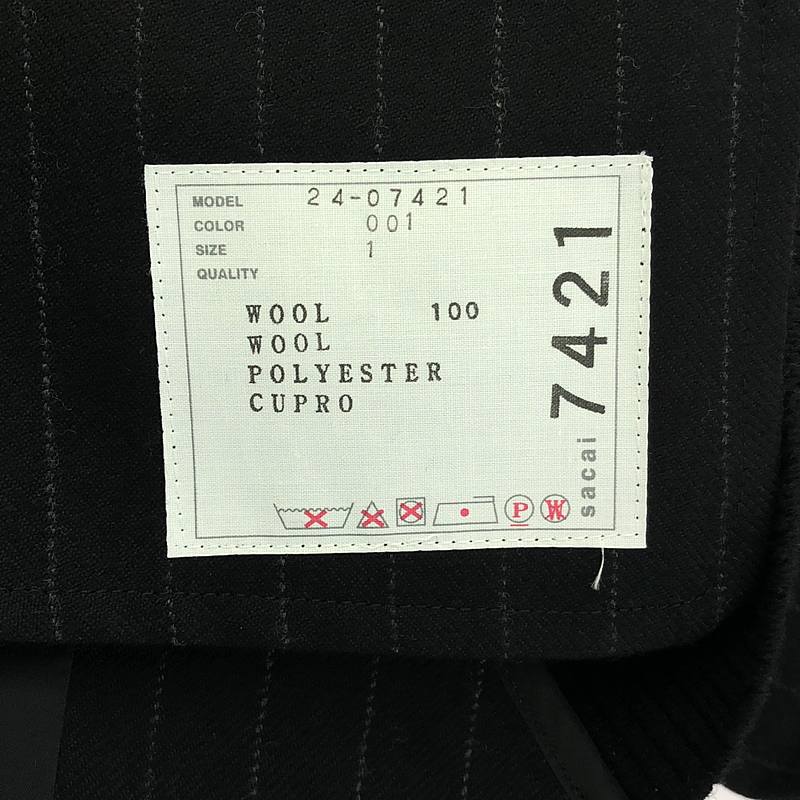 MODEL 24-07421
COLOR 001
SIZE 1
QUALITY
WOOL 100
WOOL
POLYESTER
CUPRO
P W
sacai 7421